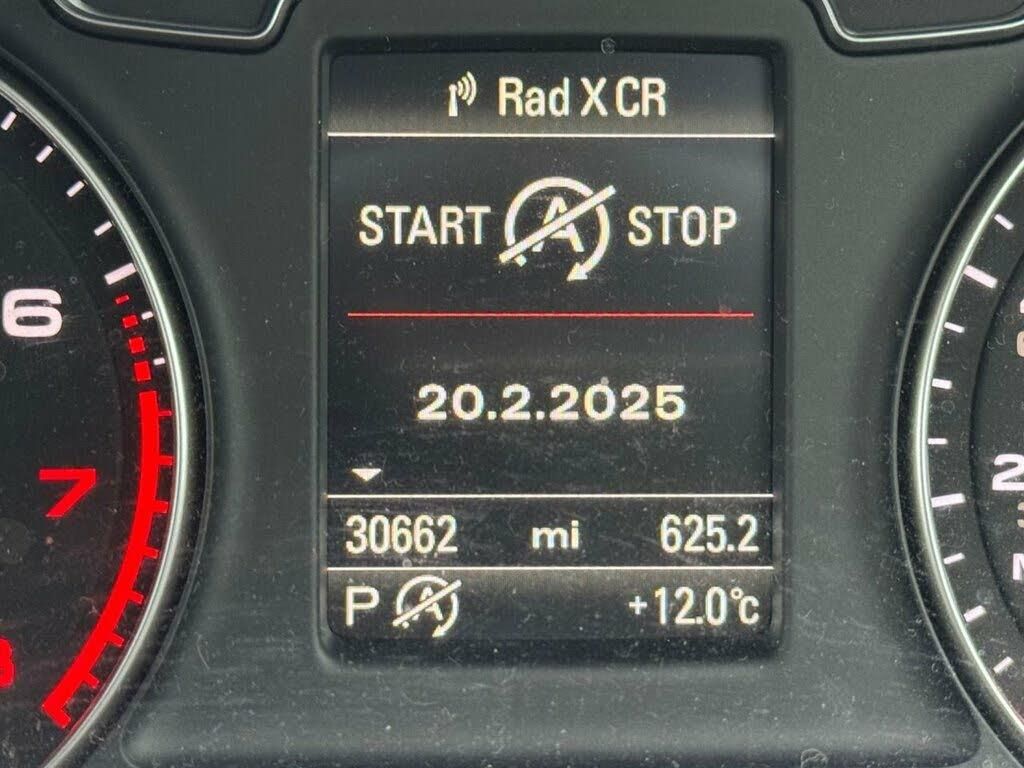 Rad X CR
START A STOP
20.2.2025
30662 mi 625.2
P A +12.0°C
6
7
2